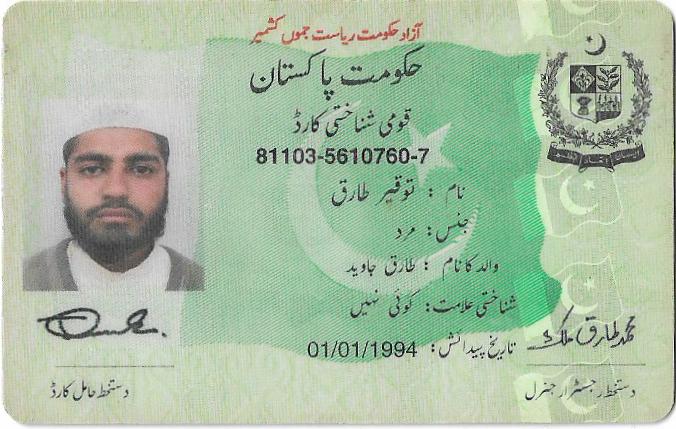 آزاد حکومت ریاست جموں کشمیر
حکومت پاکستان
قومی شناختی کارڈ
81103-5610760-7
نام : توقیر طارق
جنس: مرد
والد کا نام : طارق جاوید
شناختی علامت: کوئی نہیں
تاریخ پیدائش: 01/01/1994
محمد طارق ملک
دستخط حامل کارڈ
دستخط رجسٹرار جنرل